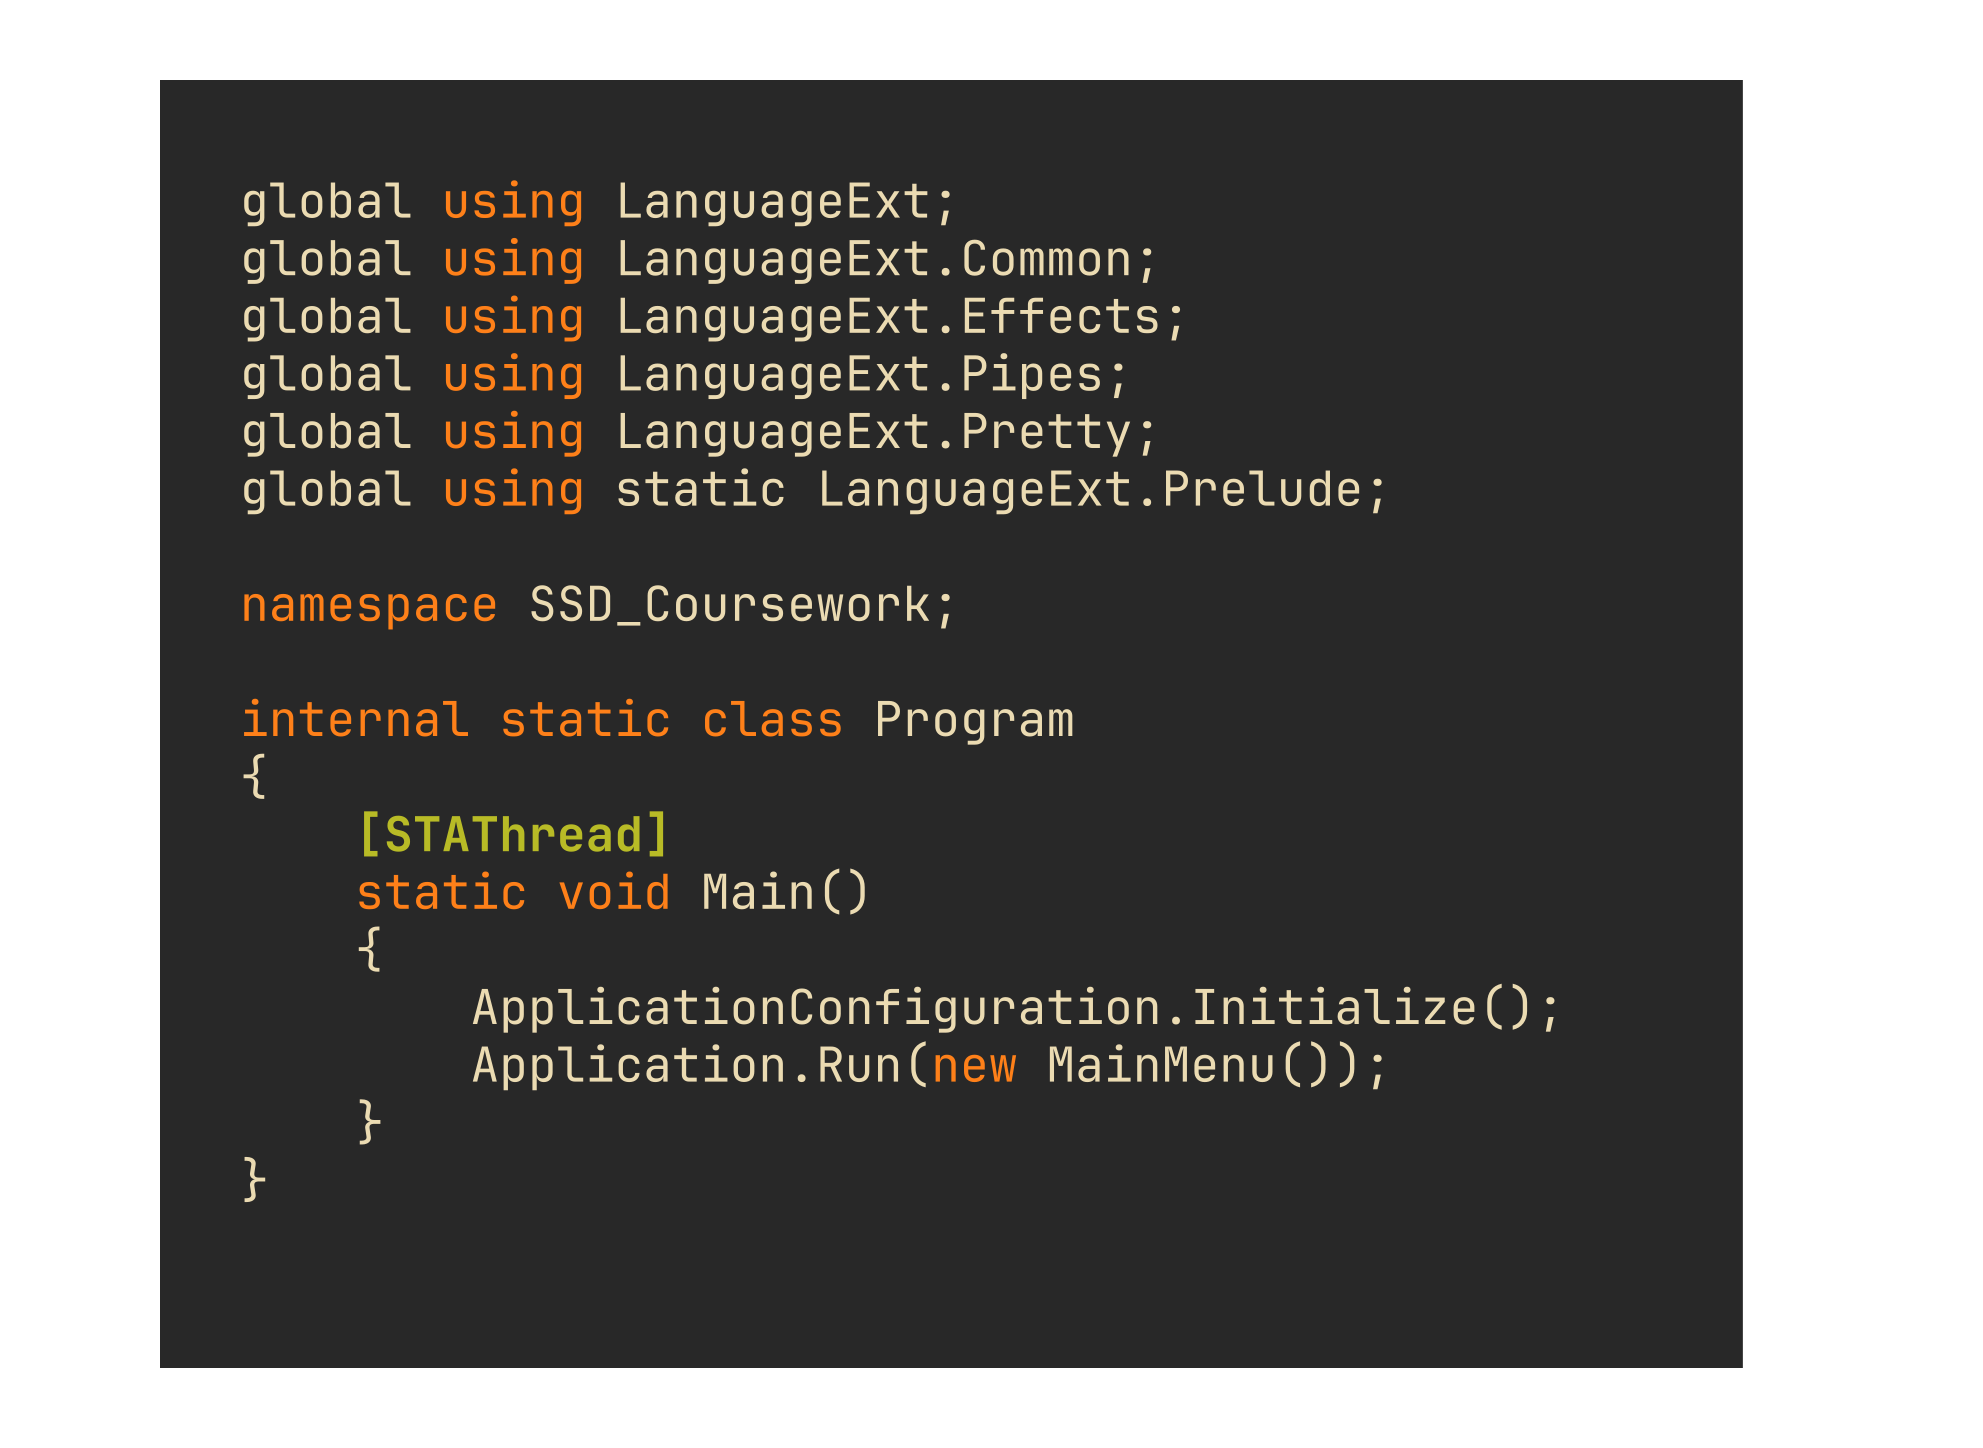 global using LanguageExt;
global using LanguageExt.Common;
global using LanguageExt.Effects;
global using LanguageExt.Pipes;
global using LanguageExt.Pretty;
global using static LanguageExt.Prelude;

namespace SSD_Coursework;

internal static class Program
{
    [STAThread]
    static void Main()
    {
        ApplicationConfiguration.Initialize();
        Application.Run(new MainMenu());
    }
}